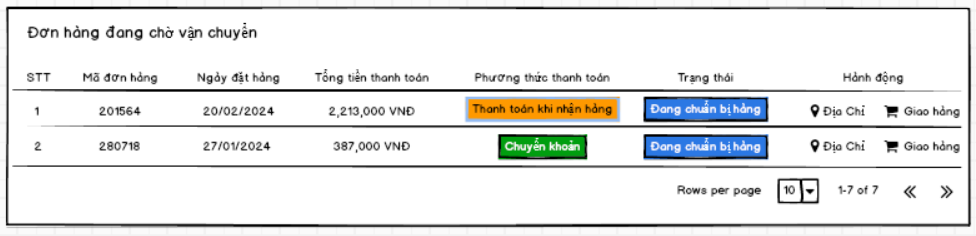 Đơn hàng đang chờ vận chuyển
STT Mã đơn hàng Ngày đặt hàng Tổng tiền thanh toán Phương thức thanh toán Trạng thái Hành động
1 201564 20/02/2024 2,213,000 VNĐ Thanh toán khi nhận hàng Đang chuẩn bị hàng Địa Chỉ Giao hàng
2 280718 27/01/2024 387,000 VNĐ Chuyển khoản Đang chuẩn bị hàng Địa Chỉ Giao hàng
Rows per page 10 1-7 of 7